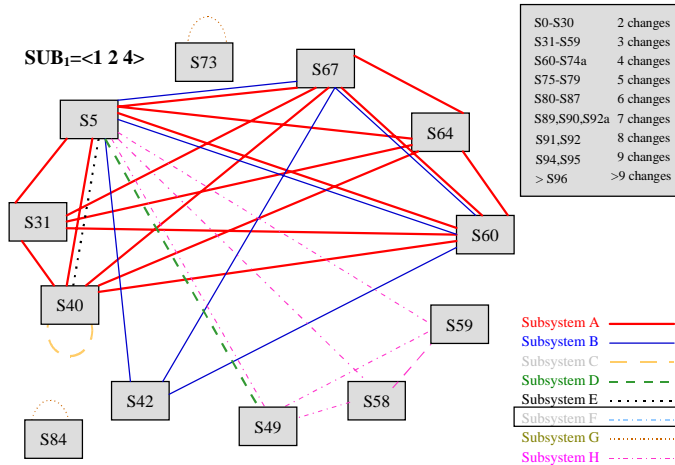 SUB1=<1 2 4>
S73
S67
S5
S64
S31
S60
S40
S59
S42
S49
S58
S84
S0-S30 2 changes
S31-S59 3 changes
S60-S74a 4 changes
S75-S79 5 changes
S80-S87 6 changes
S89,S90,S92a 7 changes
S91,S92 8 changes
S94,S95 9 changes
> S96 >9 changes
Subsystem A
Subsystem B
Subsystem C
Subsystem D
Subsystem E
Subsystem F
Subsystem G
Subsystem H